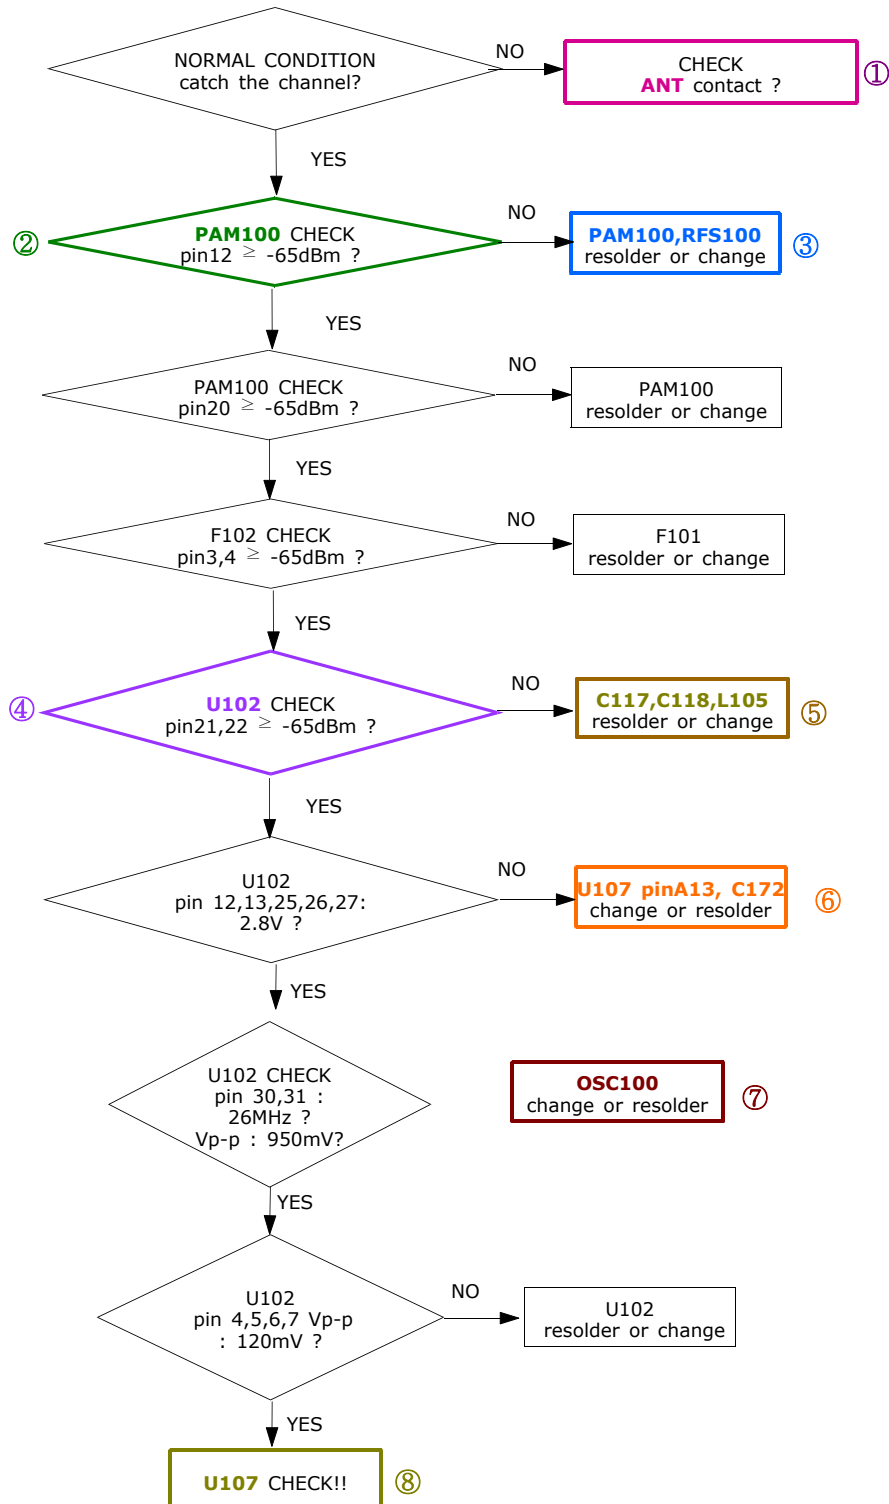 NORMAL CONDITION
catch the channel?
NO
CHECK
ANT contact ?
①
YES
②
PAM100 CHECK
pin12 ≥ -65dBm ?
NO
PAM100,RFS100
resolder or change
③
YES
PAM100 CHECK
pin20 ≥ -65dBm ?
NO
PAM100
resolder or change
YES
F102 CHECK
pin3,4 ≥ -65dBm ?
NO
F101
resolder or change
YES
④
U102 CHECK
pin21,22 ≥ -65dBm ?
NO
C117,C118,L105
resolder or change
⑤
YES
U102
pin 12,13,25,26,27:
2.8V ?
NO
U107 pinA13, C172
change or resolder
⑥
YES
U102 CHECK
pin 30,31 :
26MHz ?
Vp-p : 950mV?
OSC100
change or resolder
⑦
YES
U102
pin 4,5,6,7 Vp-p
: 120mV ?
NO
U102
resolder or change
YES
U107 CHECK!!
⑧